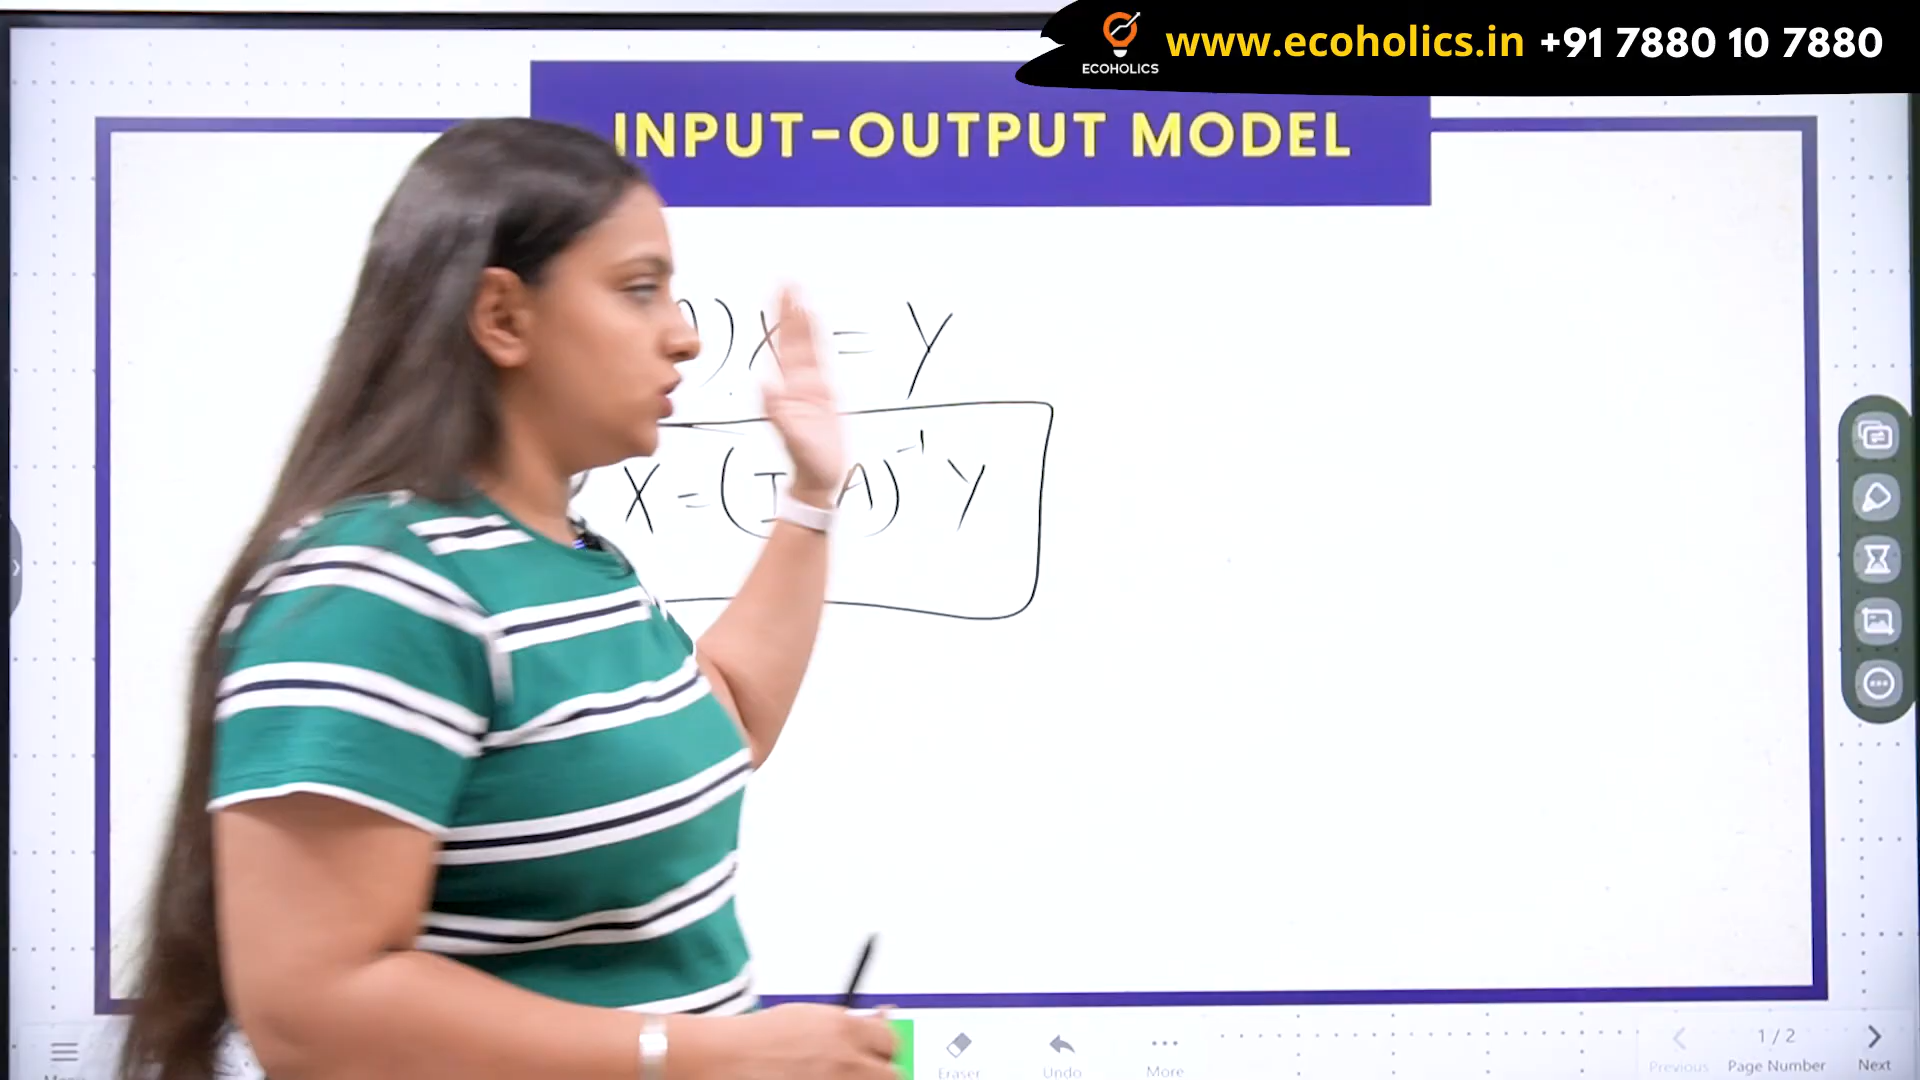 www.ecoholics.in +91 7880 10 7880
ECOHOLICS
INPUT-OUTPUT MODEL
) X = Y
X = (I A)⁻¹ Y
Eraser
Undo
More
Previous
1 / 2
Page Number
Next